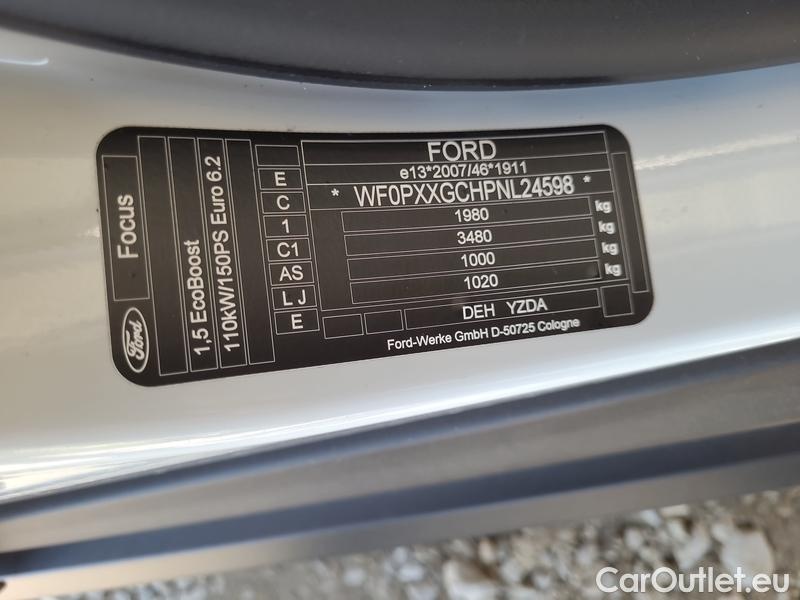 FORD
e13*2007/46*1911
* WF0PXXGCHPNL24598 *
1980 kg
3480 kg
1000 kg
1020 kg
DEH YZDA
Ford-Werke GmbH D-50725 Cologne
E
C
1
C1
AS
L J
E
Focus
Ford
1,5 EcoBoost
110kW/150PS Euro 6.2
CarOutlet.eu